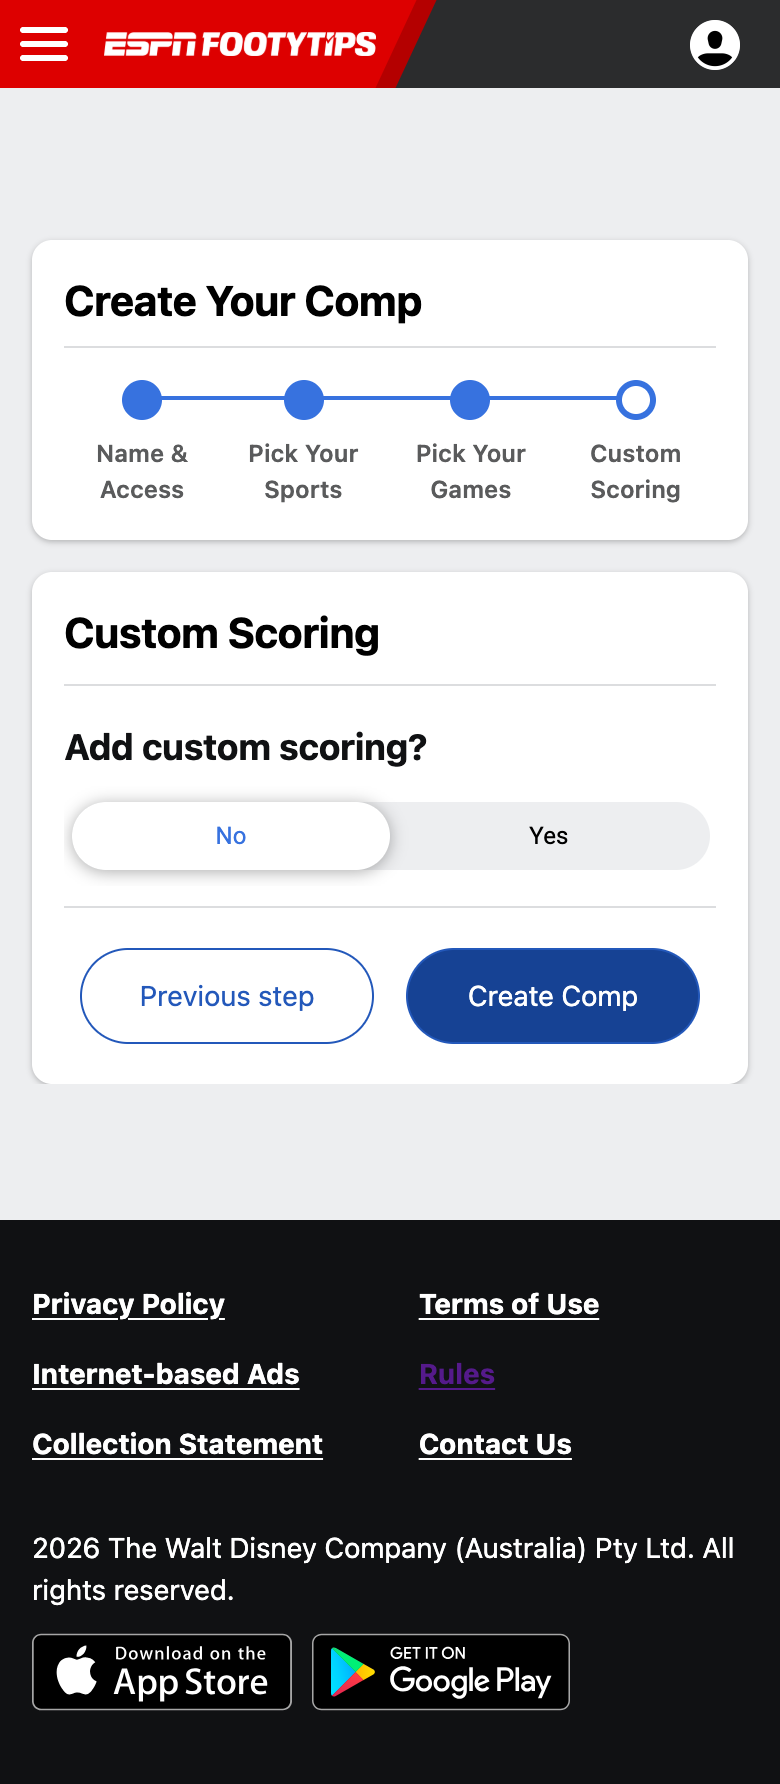 ESPN FOOTYTIPS
Create Your Comp
Name &
Access
Pick Your
Sports
Pick Your
Games
Custom
Scoring
Custom Scoring
Add custom scoring?
No
Yes
Previous step
Create Comp
Privacy Policy
Terms of Use
Internet-based Ads
Rules
Collection Statement
Contact Us
2026 The Walt Disney Company (Australia) Pty Ltd. All
rights reserved.
Download on the
App Store
GET IT ON
Google Play